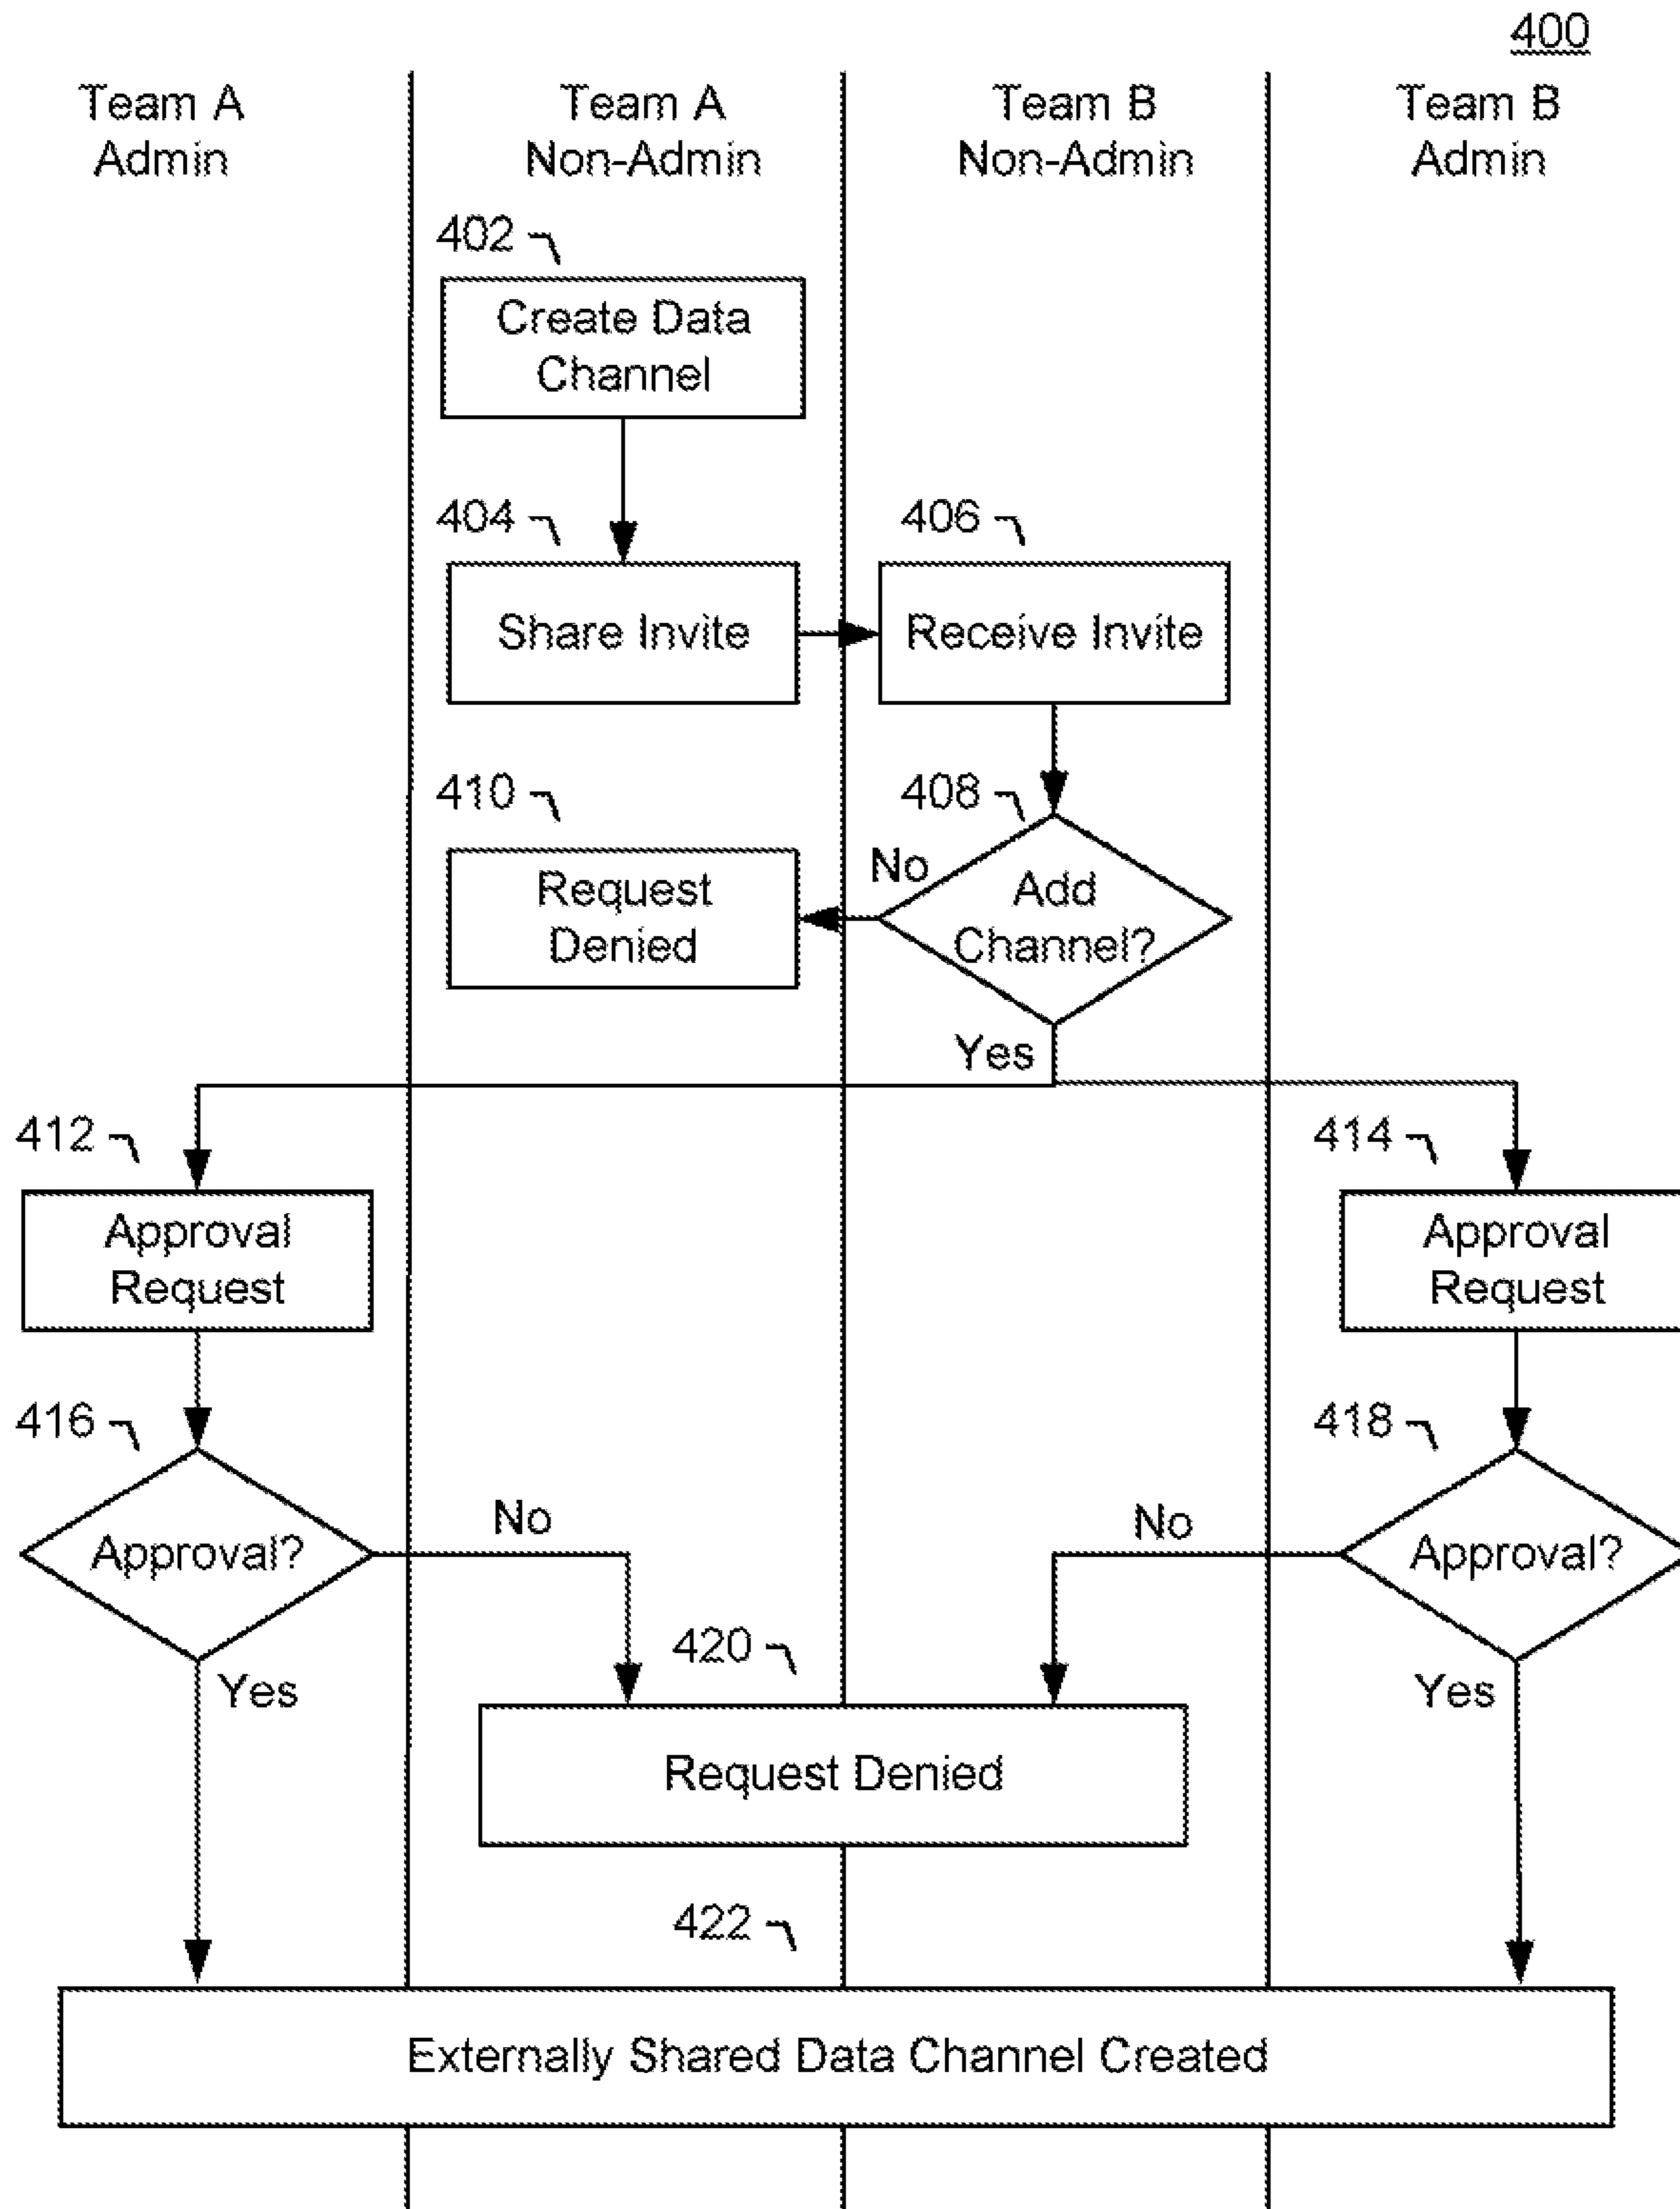 400
Team A
Admin
Team A
Non-Admin
Team B
Non-Admin
Team B
Admin
402
Create Data
Channel
404
Share Invite
406
Receive Invite
410
Request
Denied
408
No
Add
Channel?
Yes
412
Approval
Request
414
Approval
Request
416
Approval?
No
Yes
418
No
Approval?
Yes
420
Request Denied
422
Externally Shared Data Channel Created